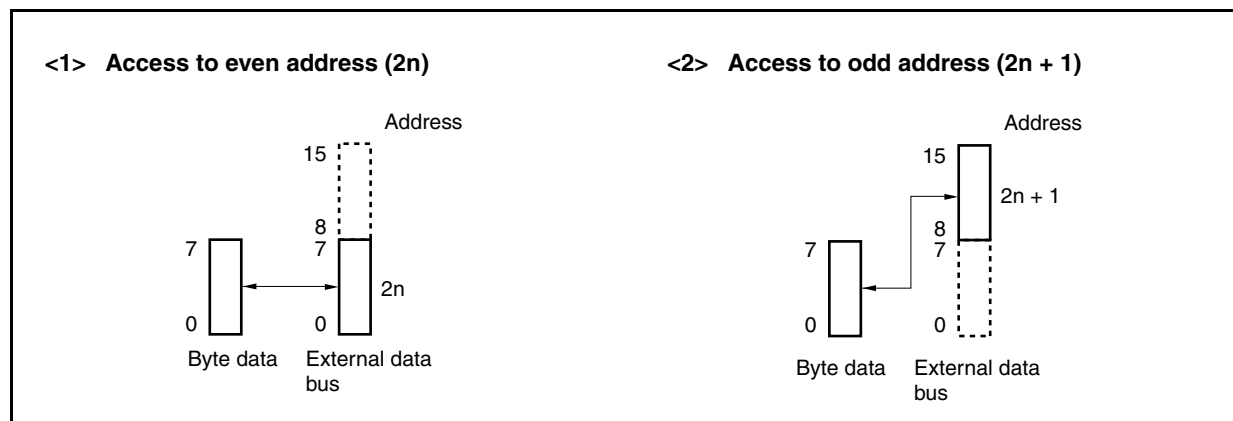 <1> Access to even address (2n)
Address
15
8
7
7
2n
0
0
Byte data
External data
bus
<2> Access to odd address (2n + 1)
Address
15
2n + 1
8
7
7
0
0
Byte data
External data
bus